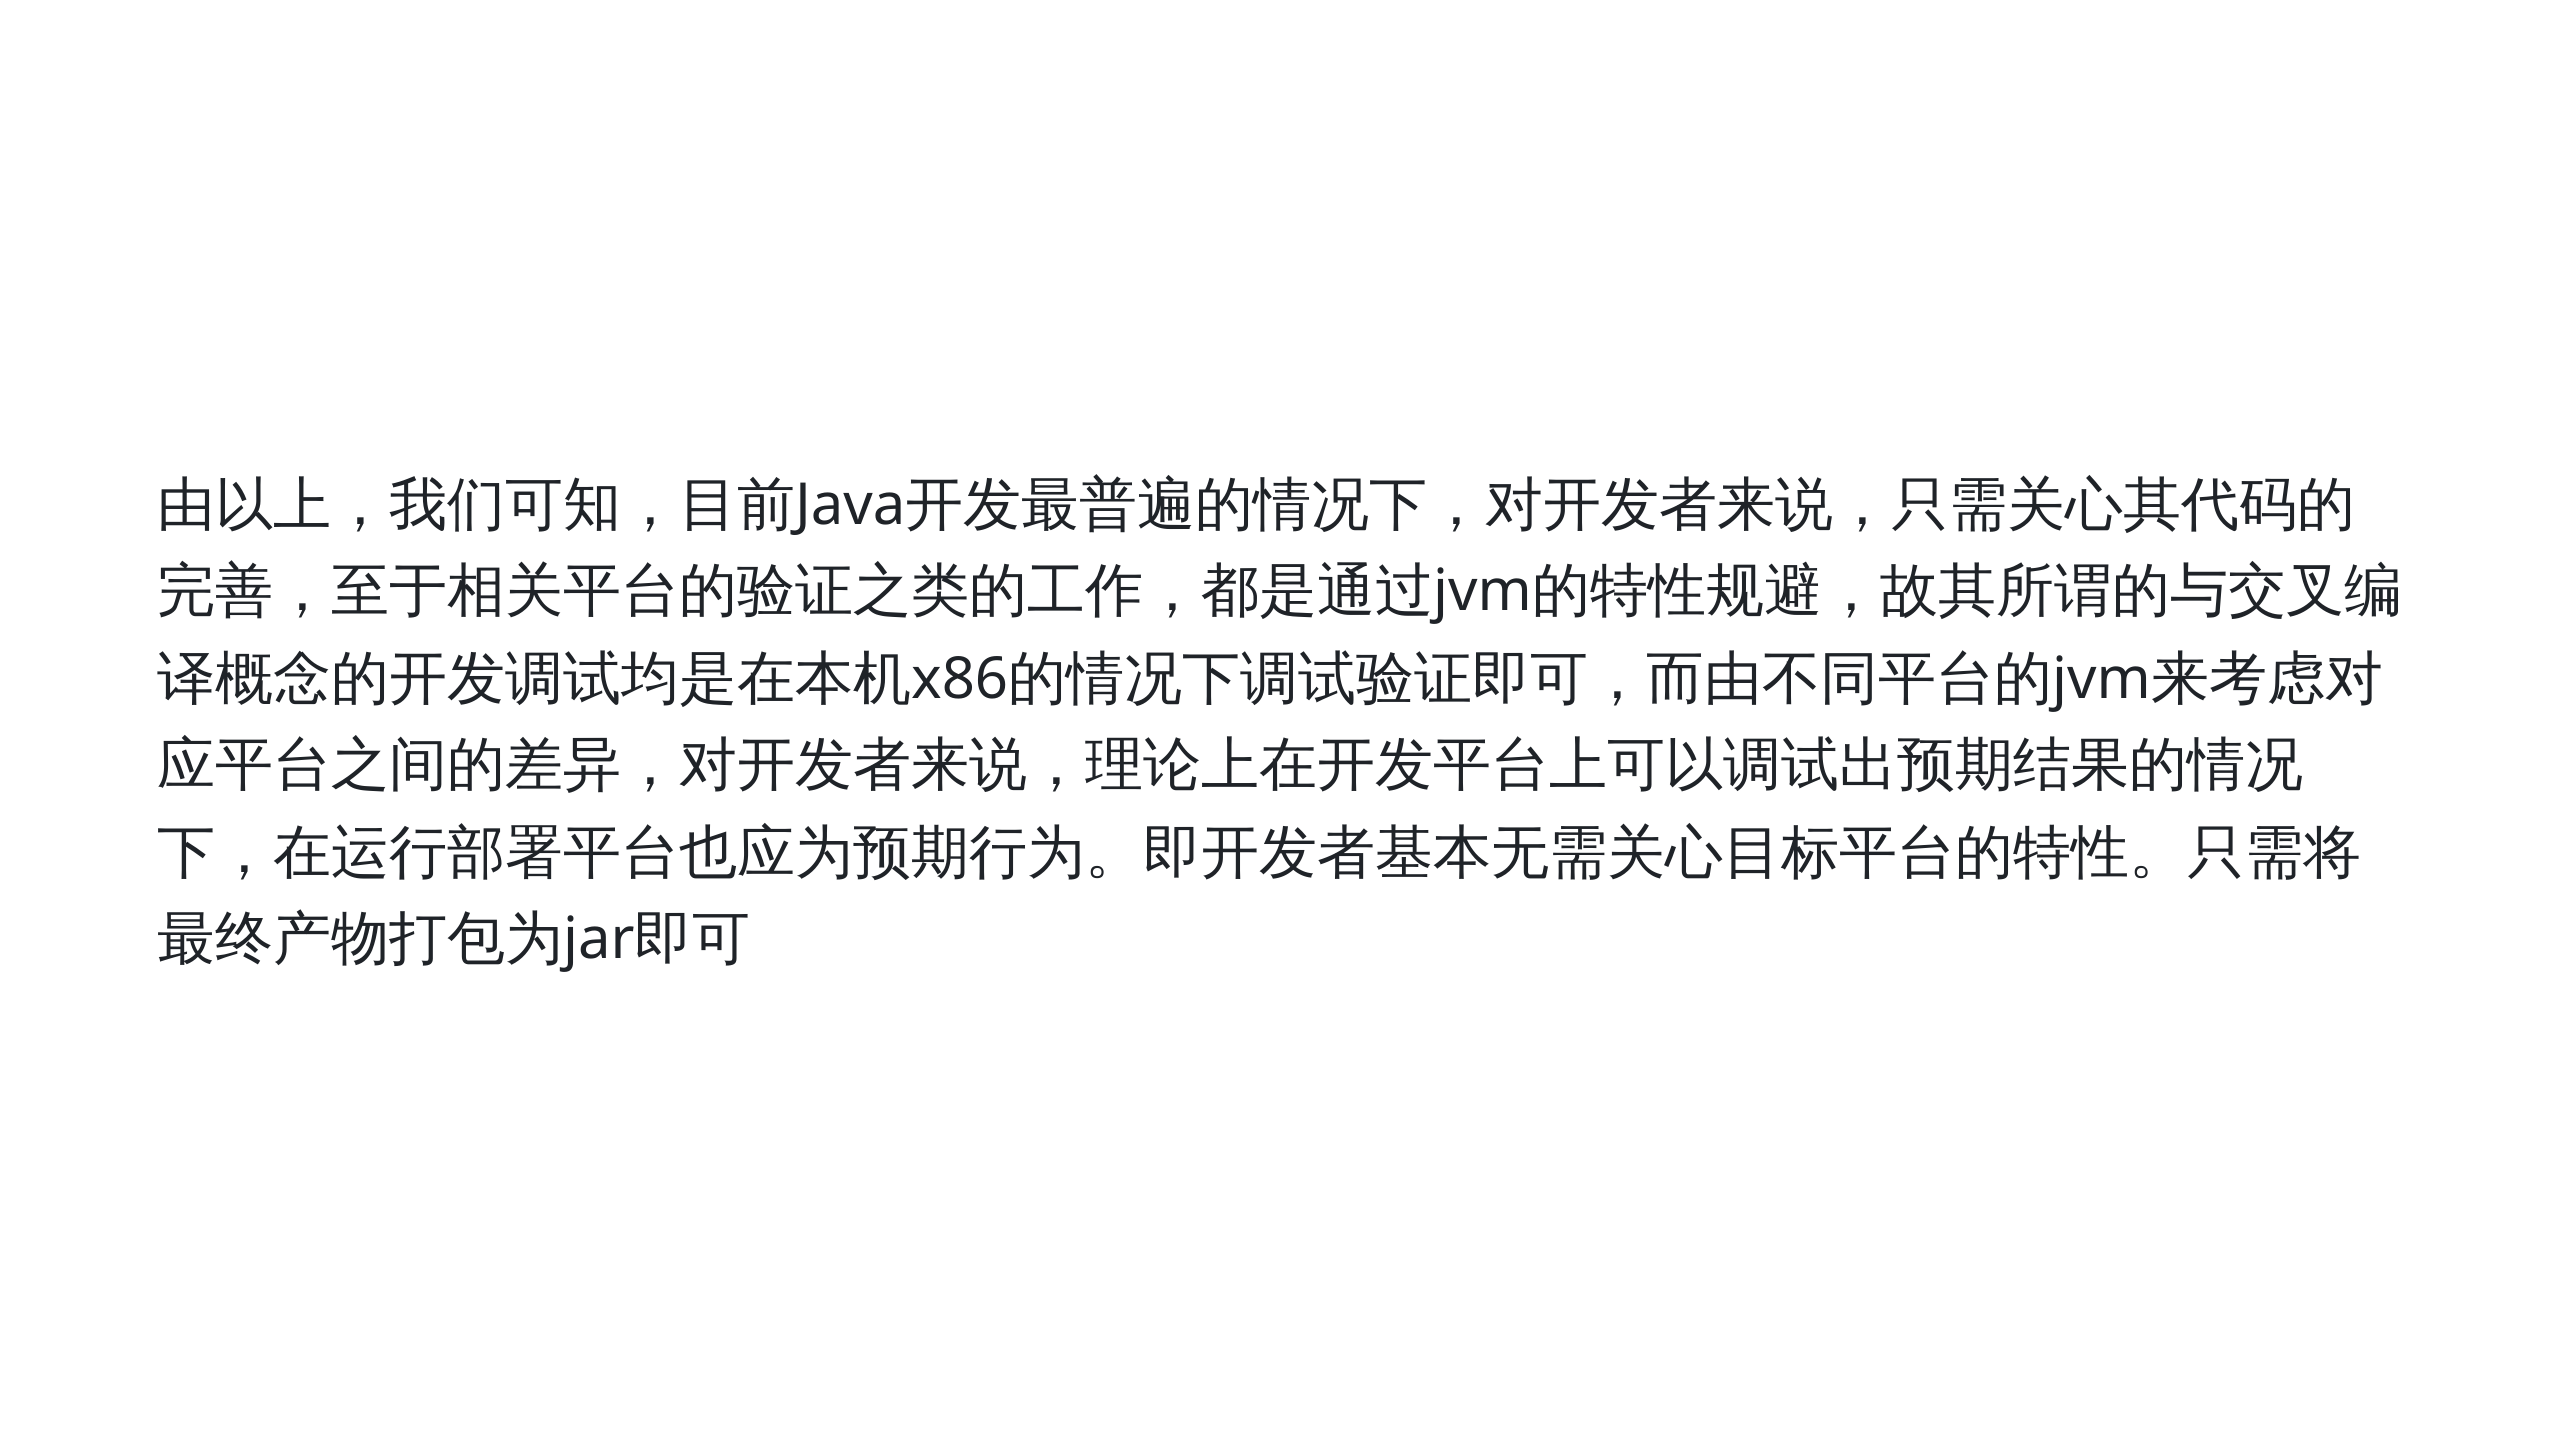 由以上，我们可知，目前Java开发最普遍的情况下，对开发者来说，只需关心其代码的
完善，至于相关平台的验证之类的工作，都是通过jvm的特性规避，故其所谓的与交叉编
译概念的开发调试均是在本机x86的情况下调试验证即可，而由不同平台的jvm来考虑对
应平台之间的差异，对开发者来说，理论上在开发平台上可以调试出预期结果的情况
下，在运行部署平台也应为预期行为。即开发者基本无需关心目标平台的特性。只需将
最终产物打包为jar即可